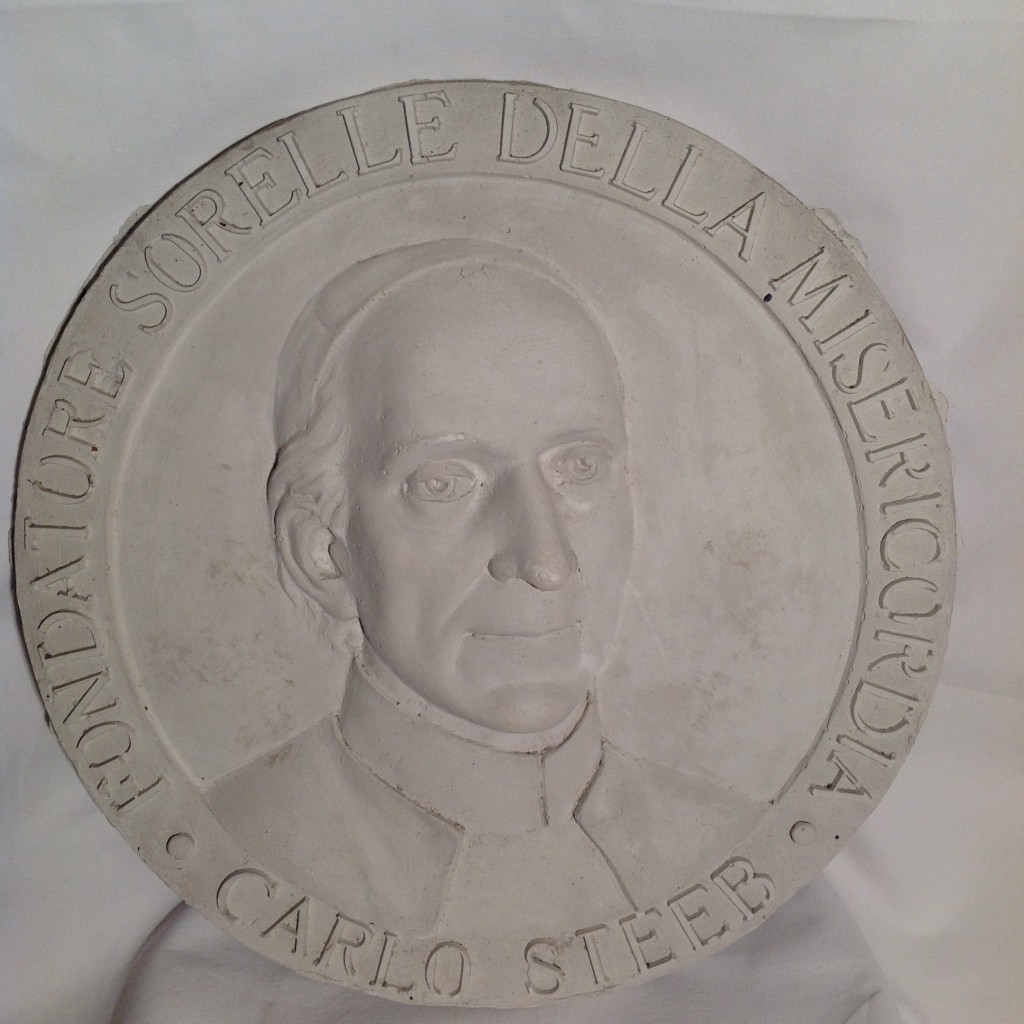 FONDATORE SORELLE DELLA MISERICORDIA
CARLO STEEB